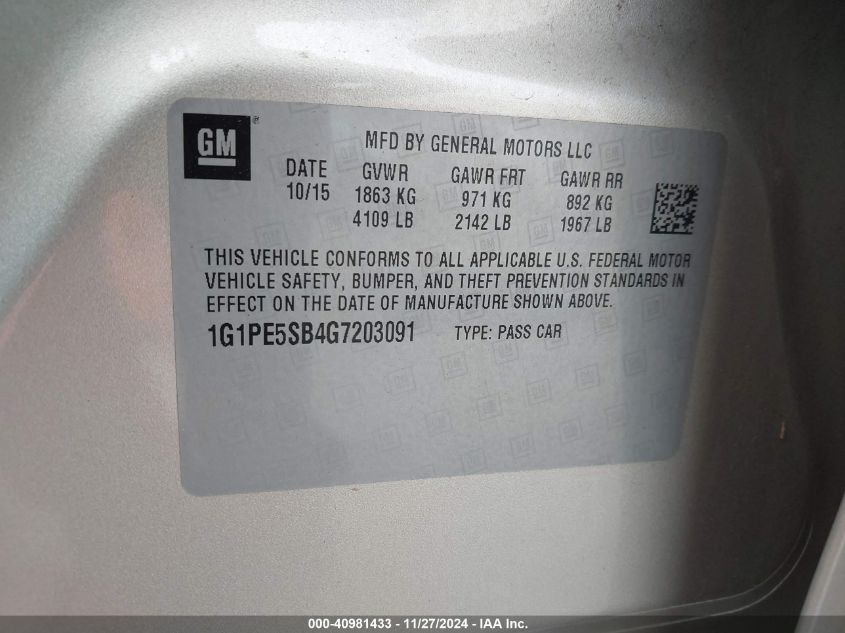 GM ®
MFD BY GENERAL MOTORS LLC
DATE GVWR GAWR FRT GAWR RR
10/15 1863 KG 971 KG 892 KG
4109 LB 2142 LB 1967 LB
THIS VEHICLE CONFORMS TO ALL APPLICABLE U.S. FEDERAL MOTOR
VEHICLE SAFETY, BUMPER, AND THEFT PREVENTION STANDARDS IN
EFFECT ON THE DATE OF MANUFACTURE SHOWN ABOVE.
1G1PE5SB4G7203091 TYPE: PASS CAR
000-40981433 - 11/27/2024 - IAA Inc.